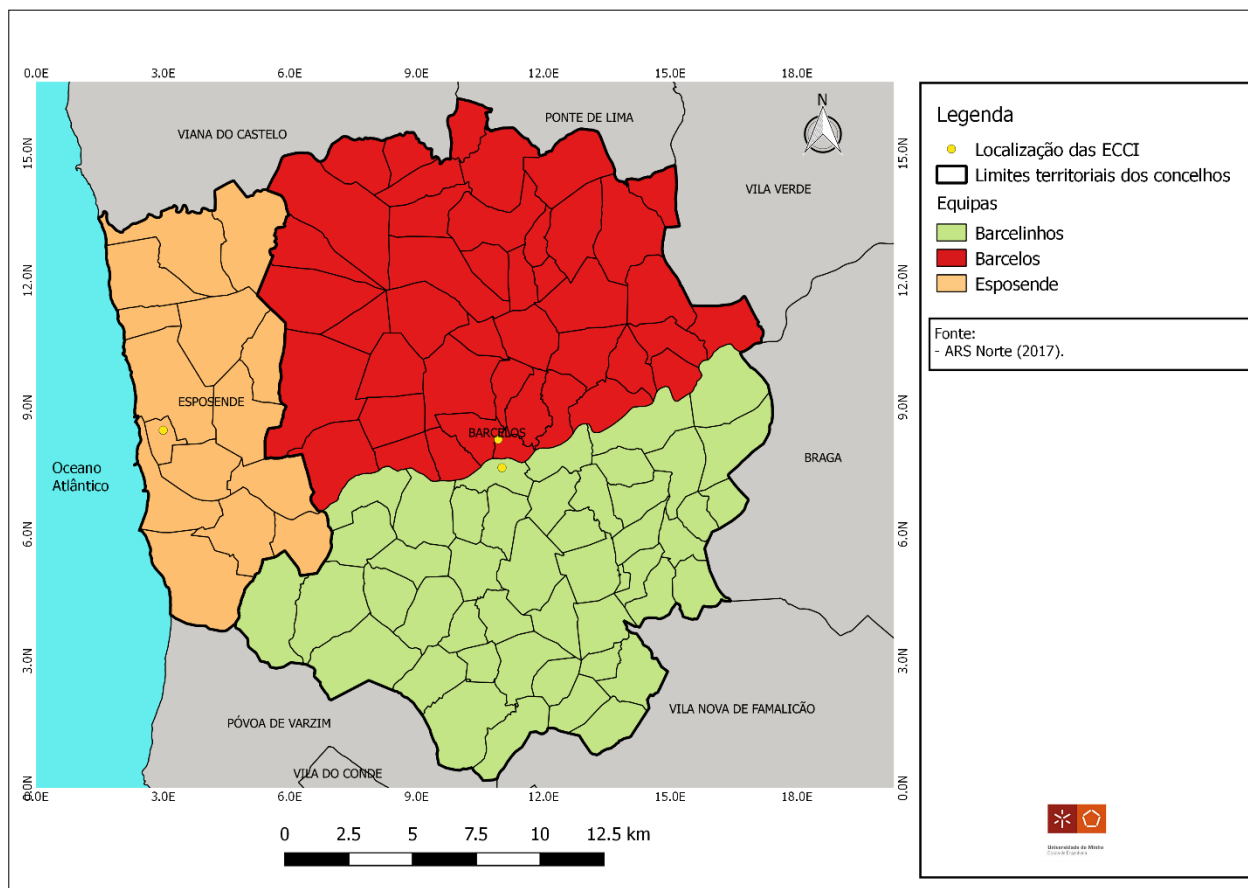 0.0E 3.0E 6.0E 9.0E 12.0E 15.0E 18.0E
15.0N 12.0N 9.0N 6.0N 3.0N 0.0N
VIANA DO CASTELO
PONTE DE LIMA
N
VILA VERDE
ESPOSENDE
BARCELOS
BRAGA
Oceano
Atlântico
PÓVOA DE VARZIM
VILA NOVA DE FAMALICÃO
VILA DO CONDE
15.0N 12.0N 9.0N 6.0N 3.0N 0.0N
0.0E 3.0E 6.0E 9.0E 12.0E 15.0E 18.0E
0 2.5 5 7.5 10 12.5 km
Legenda
Localização das ECCI
Limites territoriais dos concelhos
Equipas
Barcelinhos
Barcelos
Esposende
Fonte:
- ARS Norte (2017).
Universidade do Minho
Escola de Engenharia